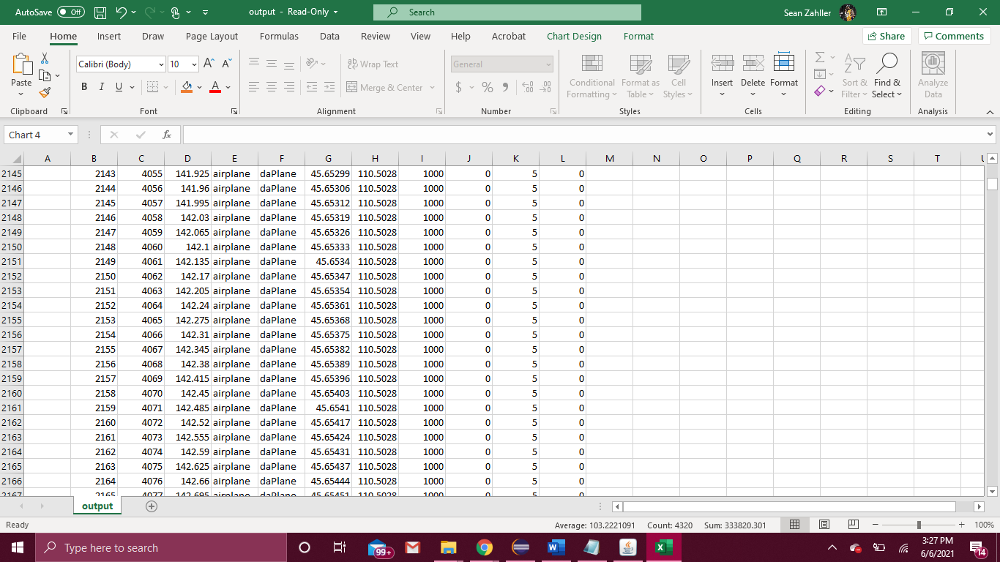 AutoSave Off output - Read-Only Search Sean Zahller
File Home Insert Draw Page Layout Formulas Data Review View Help Acrobat Chart Design Format Share Comments
Calibri (Body) 10 A^ A˅ ab Wrap Text General
Paste B I U A Merge & Center $ % 9 Conditional Formatting Format as Table Cell Styles Insert Delete Format Sort & Filter Find & Select Analyze Data
Clipboard Font Alignment Number Styles Cells Editing Analysis
Chart 4 fx
A B C D E F G H I J K L M N O P Q R S T
2145 2143 4055 141.925 airplane daPlane 45.65299 110.5028 1000 0 5 0
2146 2144 4056 141.96 airplane daPlane 45.65306 110.5028 1000 0 5 0
2147 2145 4057 141.995 airplane daPlane 45.65312 110.5028 1000 0 5 0
2148 2146 4058 142.03 airplane daPlane 45.65319 110.5028 1000 0 5 0
2149 2147 4059 142.065 airplane daPlane 45.65326 110.5028 1000 0 5 0
2150 2148 4060 142.1 airplane daPlane 45.65333 110.5028 1000 0 5 0
2151 2149 4061 142.135 airplane daPlane 45.6534 110.5028 1000 0 5 0
2152 2150 4062 142.17 airplane daPlane 45.65347 110.5028 1000 0 5 0
2153 2151 4063 142.205 airplane daPlane 45.65354 110.5028 1000 0 5 0
2154 2152 4064 142.24 airplane daPlane 45.65361 110.5028 1000 0 5 0
2155 2153 4065 142.275 airplane daPlane 45.65368 110.5028 1000 0 5 0
2156 2154 4066 142.31 airplane daPlane 45.65375 110.5028 1000 0 5 0
2157 2155 4067 142.345 airplane daPlane 45.65382 110.5028 1000 0 5 0
2158 2156 4068 142.38 airplane daPlane 45.65389 110.5028 1000 0 5 0
2159 2157 4069 142.415 airplane daPlane 45.65396 110.5028 1000 0 5 0
2160 2158 4070 142.45 airplane daPlane 45.65403 110.5028 1000 0 5 0
2161 2159 4071 142.485 airplane daPlane 45.6541 110.5028 1000 0 5 0
2162 2160 4072 142.52 airplane daPlane 45.65417 110.5028 1000 0 5 0
2163 2161 4073 142.555 airplane daPlane 45.65424 110.5028 1000 0 5 0
2164 2162 4074 142.59 airplane daPlane 45.65431 110.5028 1000 0 5 0
2165 2163 4075 142.625 airplane daPlane 45.65437 110.5028 1000 0 5 0
2166 2164 4076 142.66 airplane daPlane 45.65444 110.5028 1000 0 5 0
2167 2165 4077 142.695 airplane daPlane 45.65451 110.5028 1000 0 5 0
output
Ready Average: 103.2221091 Count: 4320 Sum: 333820.301 100%
Type here to search 99+ 3:27 PM
6/6/2021 14